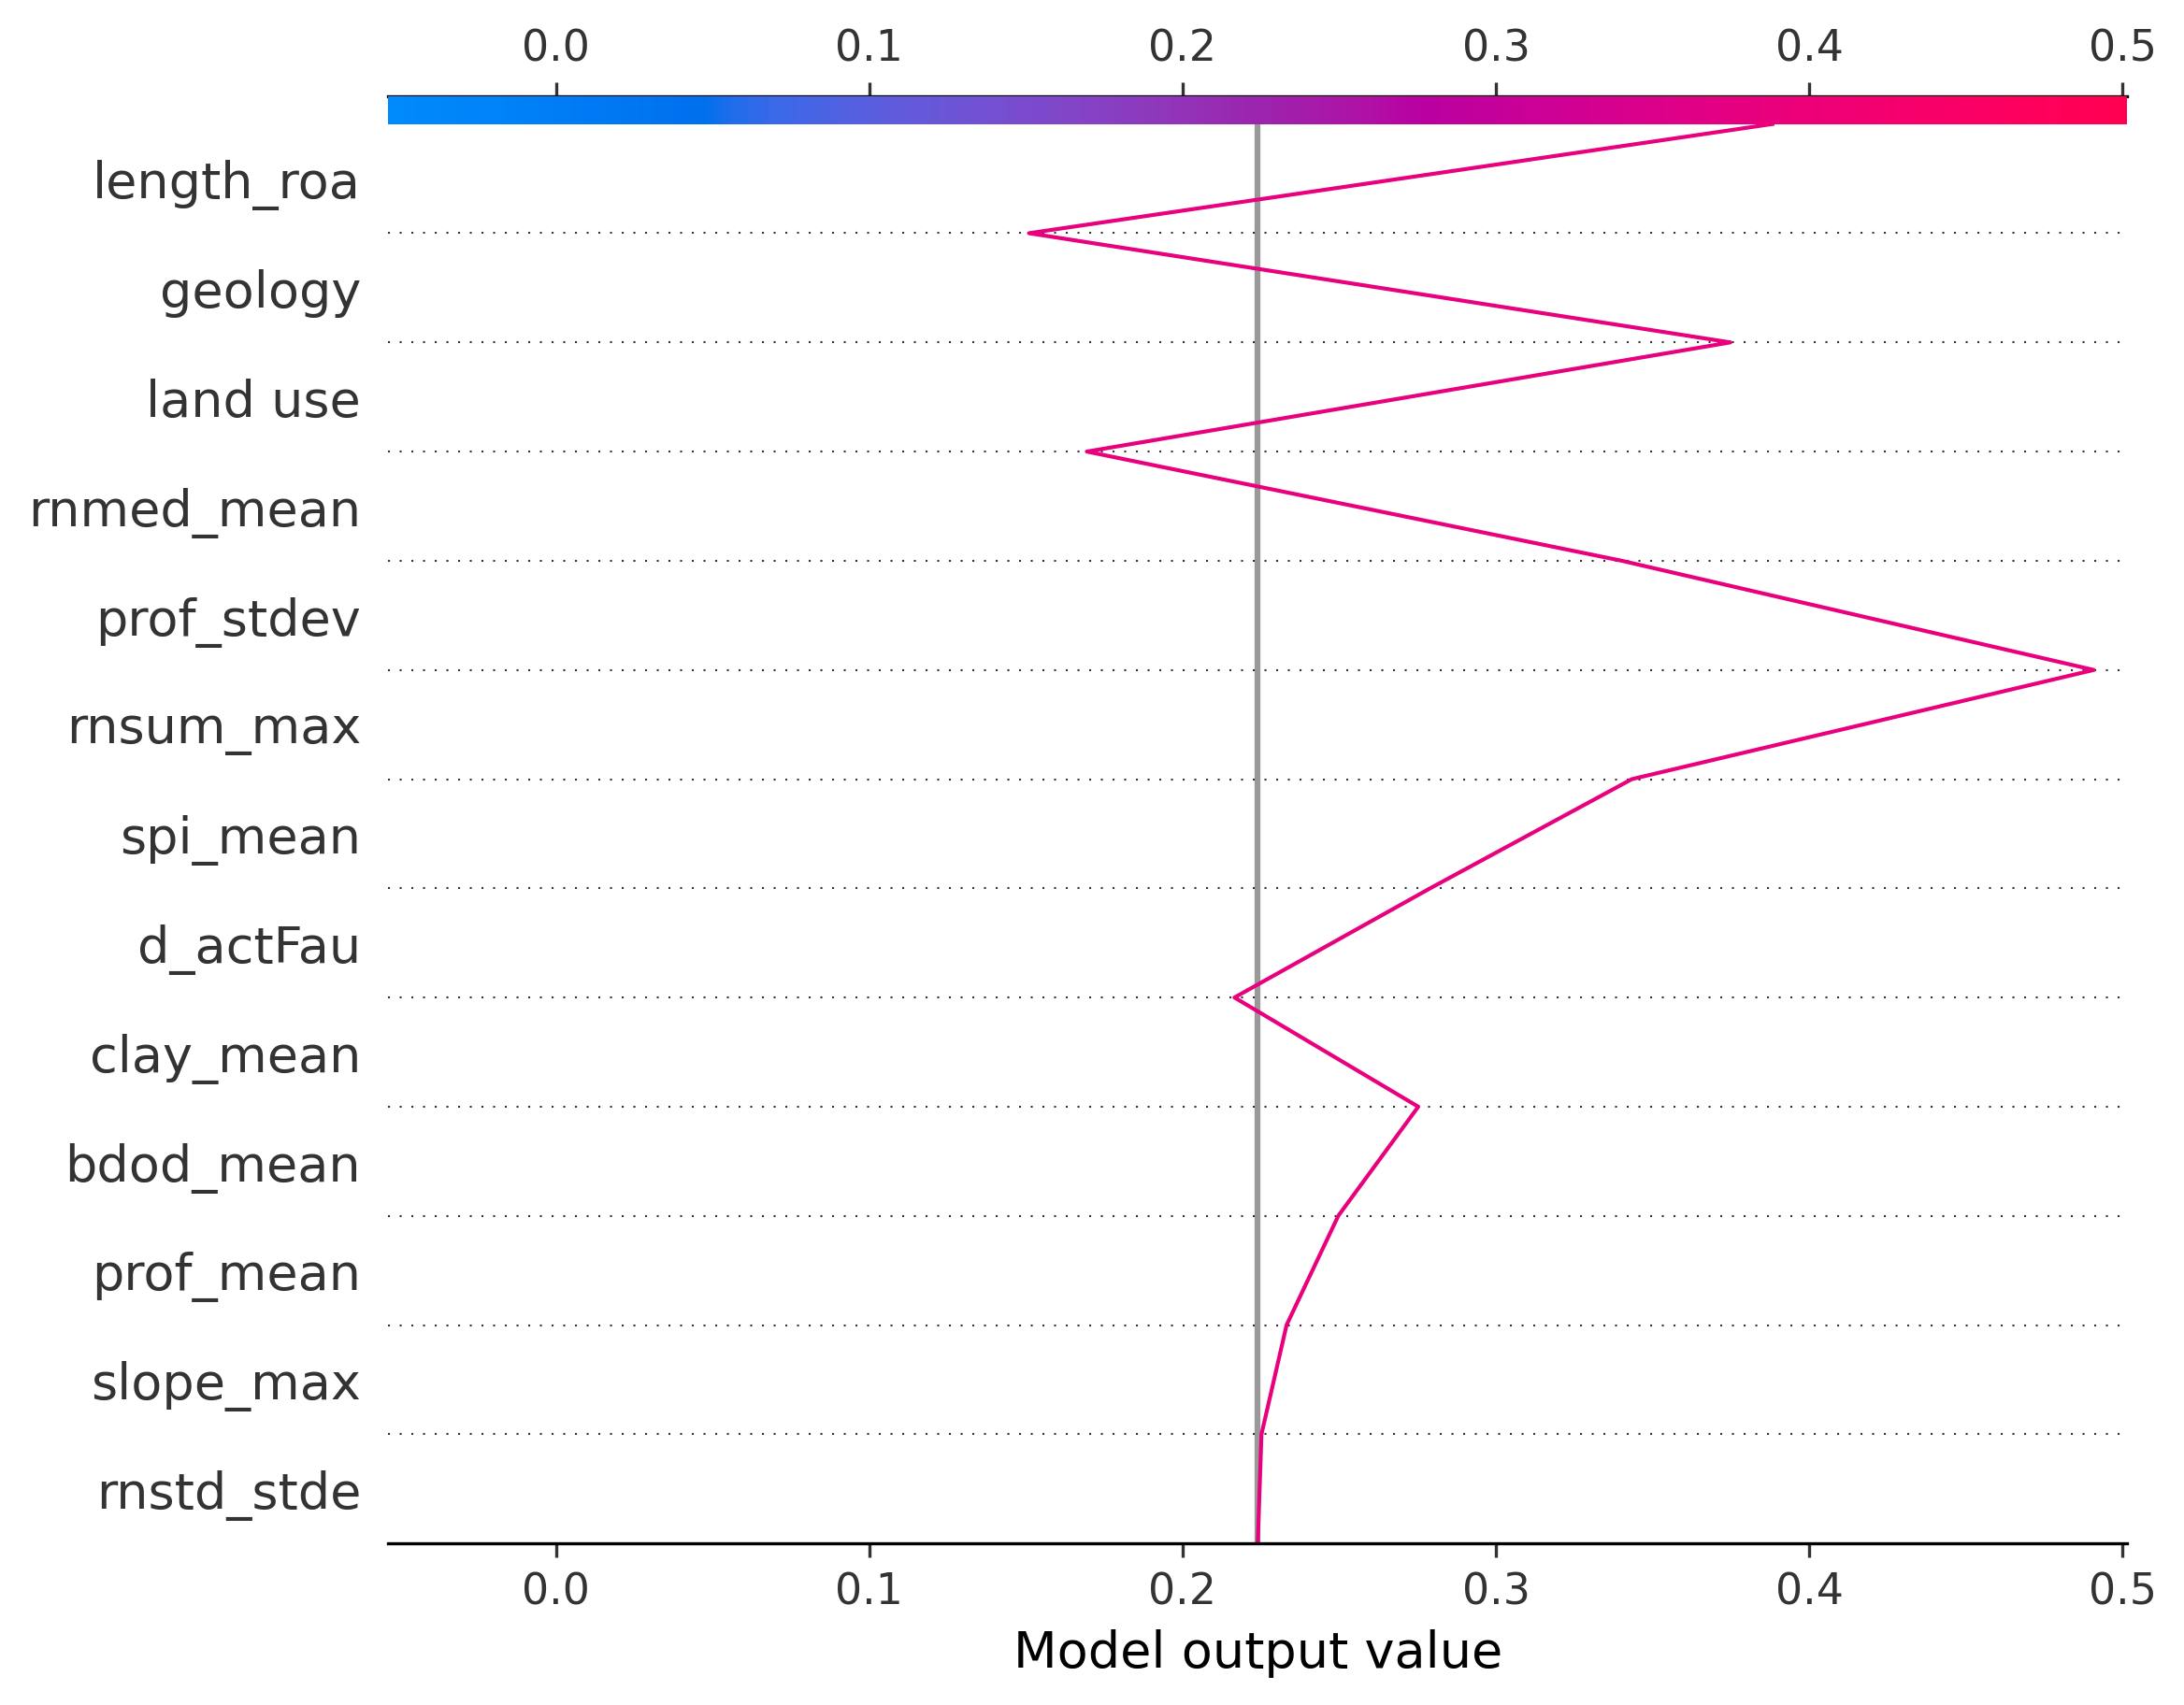 0.0 0.1 0.2 0.3 0.4 0.5
length_roa
geology
land use
rnmed_mean
prof_stdev
rnsum_max
spi_mean
d_actFau
clay_mean
bdod_mean
prof_mean
slope_max
rnstd_stde
0.0 0.1 0.2 0.3 0.4 0.5
Model output value